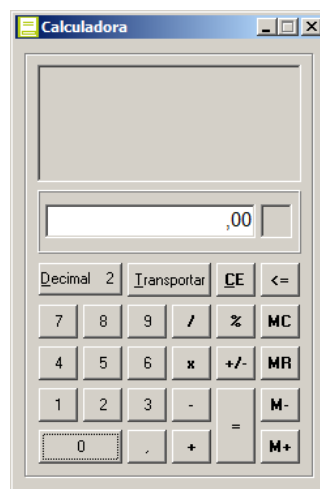 Calculadora
,00
Decimal 2 Transportar CE <=
7 8 9 / % MC
4 5 6 x +/- MR
1 2 3 - = M-
0 , + M+